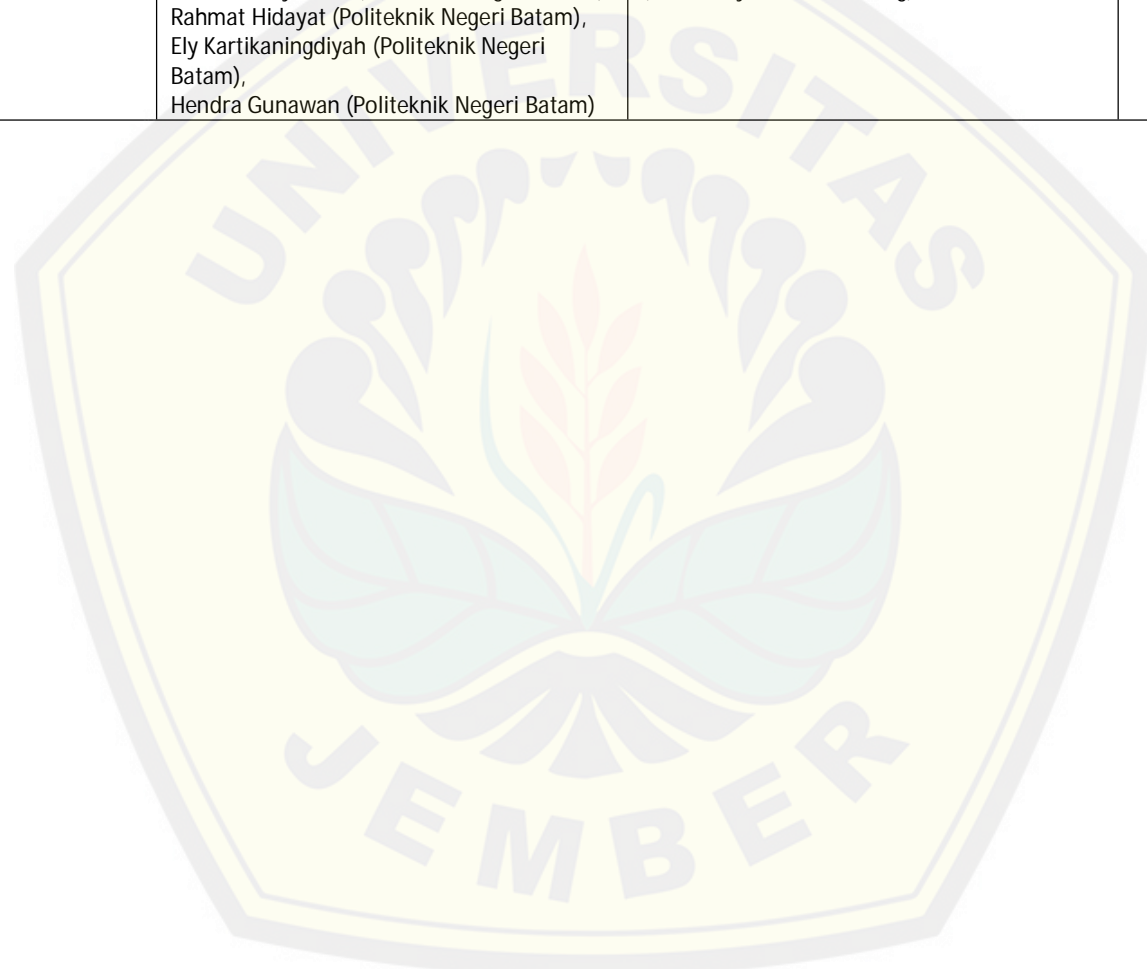 Rahmat Hidayat (Politeknik Negeri Batam),
Ely Kartikaningdiyah (Politeknik Negeri
Batam),
Hendra Gunawan (Politeknik Negeri Batam)
UNIVERSITAS
JEMBER